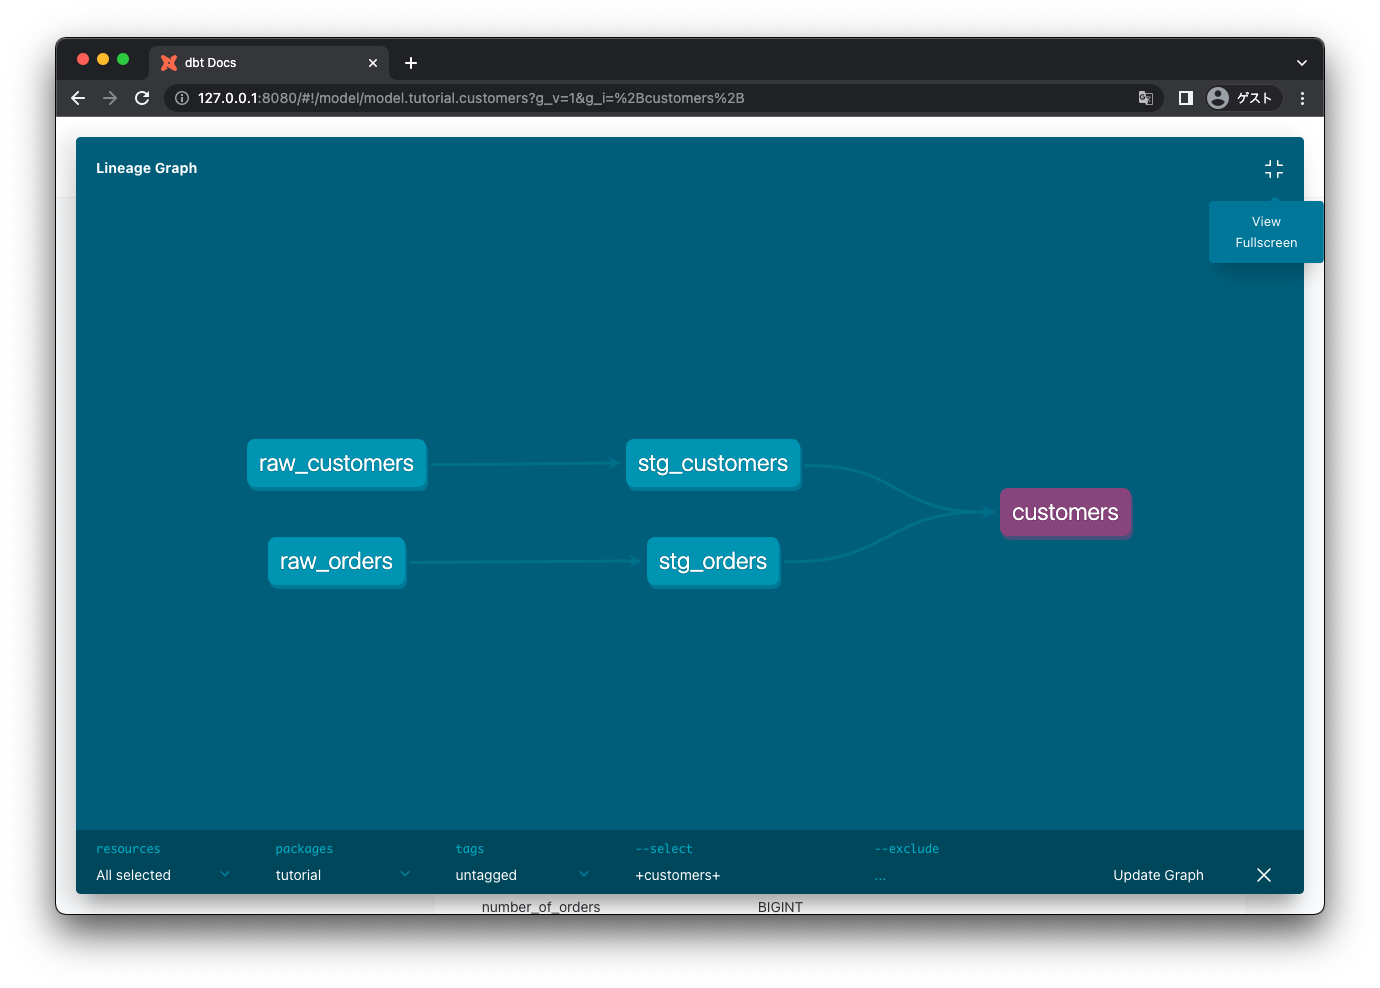 dbt Docs
127.0.0.1:8080/#!/model/model.tutorial.customers?g_v=1&g_i=%2Bcustomers%2B
ゲスト
Lineage Graph
View
Fullscreen
raw_customers
stg_customers
customers
raw_orders
stg_orders
resources
packages
tags
--select
--exclude
All selected
tutorial
untagged
+customers+
...
Update Graph
number_of_orders
BIGINT